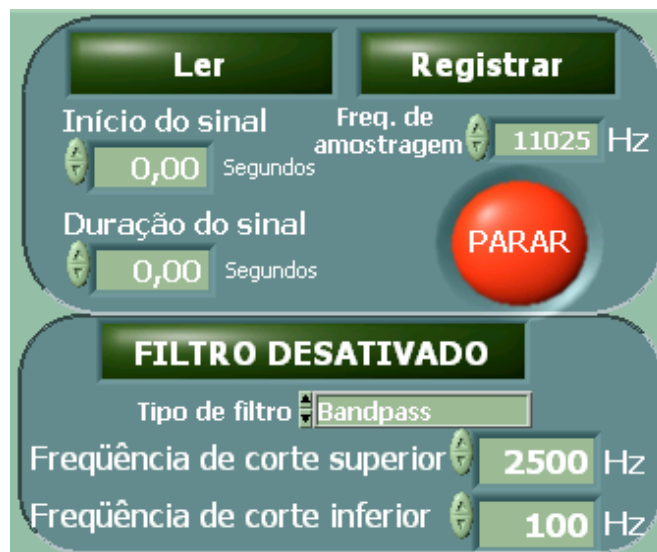 Ler
Registrar
Início do sinal
0,00 Segundos
Freq. de
amostragem 11025 Hz
Duração do sinal
0,00 Segundos
PARAR
FILTRO DESATIVADO
Tipo de filtro Bandpass
Freqüência de corte superior 2500 Hz
Freqüência de corte inferior 100 Hz